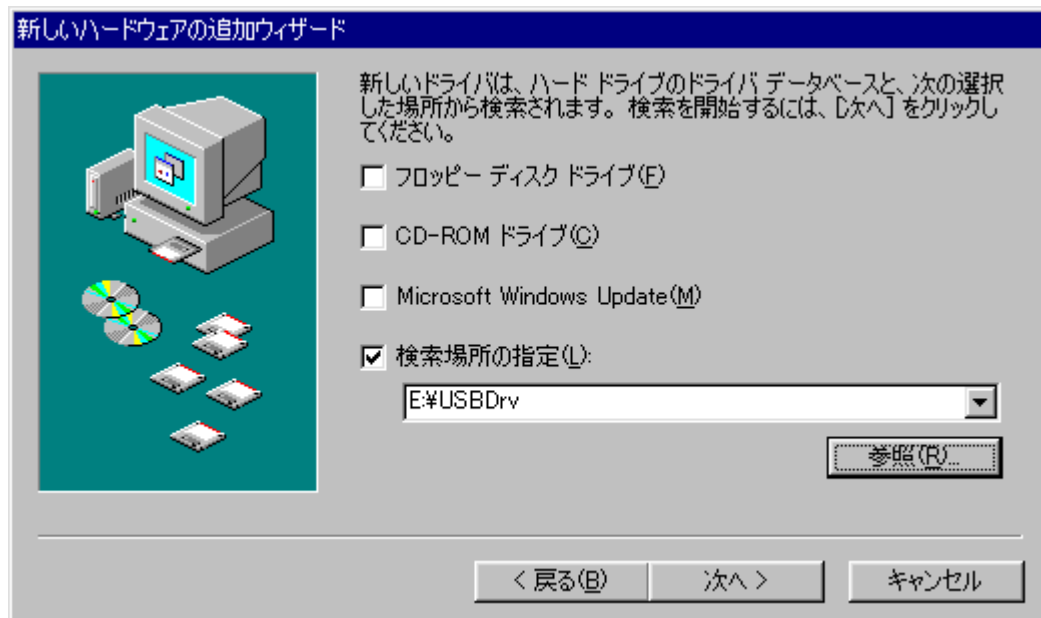 新しいハードウェアの追加ウィザード
新しいドライバは、ハード ドライブのドライバ データベースと、次の選択
した場所から検索されます。検索を開始するには、[次へ] をクリックし
てください。
フロッピー ディスク ドライブ(F)
CD-ROM ドライブ(C)
Microsoft Windows Update(M)
検索場所の指定(L):
E:¥USBDrv
参照(R)...
< 戻る(B)
次へ >
キャンセル